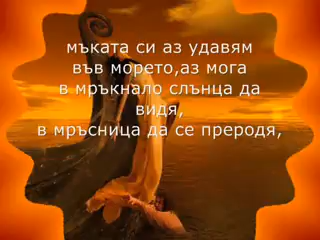 мъката си аз удавям
във морето,аз мога
в мръкнало слънца да
видя,
в мръсница да се преродя,